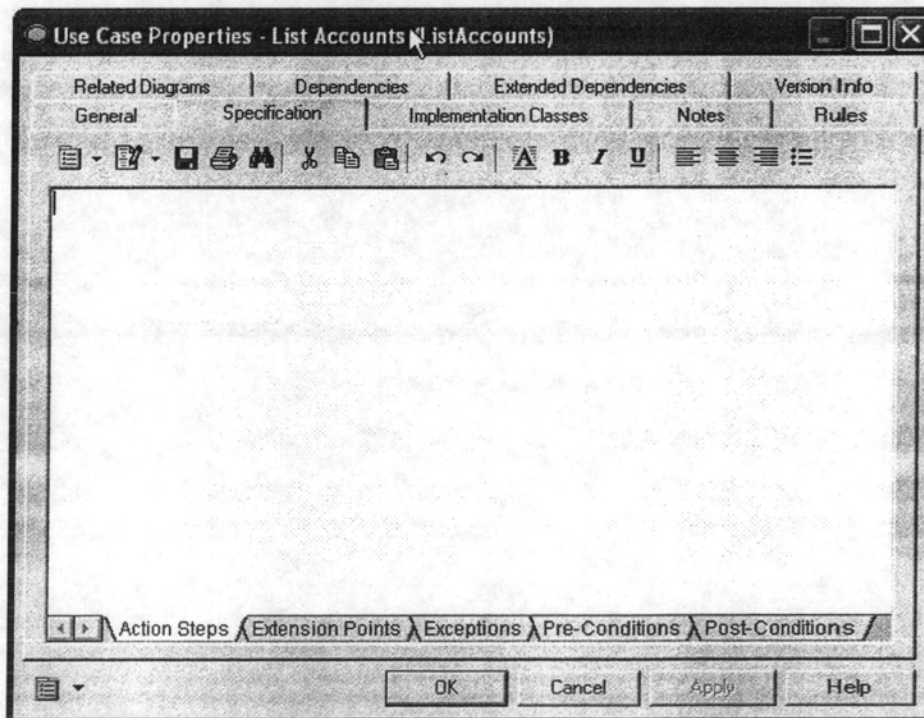 Use Case Properties - List Accounts (ListAccounts)
Related Diagrams Dependencies Extended Dependencies Version Info
General Specification Implementation Classes Notes Rules
A B I U
Action Steps Extension Points Exceptions Pre-Conditions Post-Conditions
OK Cancel Apply Help